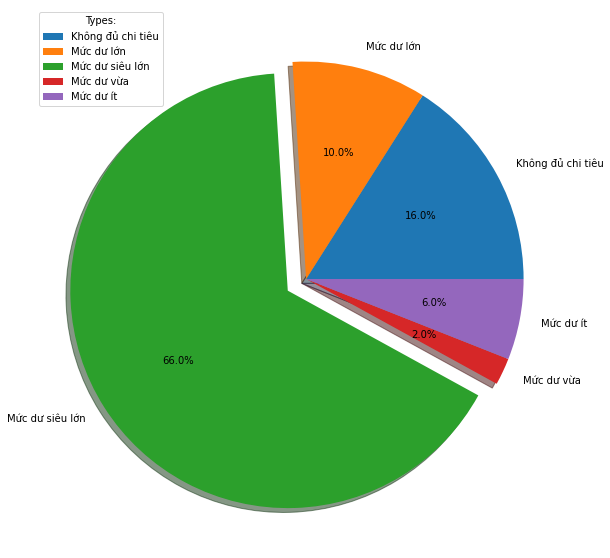 Types:
Không đủ chi tiêu
Mức dư lớn
Mức dư siêu lớn
Mức dư vừa
Mức dư ít
Mức dư lớn
10.0%
Không đủ chi tiêu
16.0%
6.0%
Mức dư ít
2.0%
66.0%
Mức dư vừa
Mức dư siêu lớn